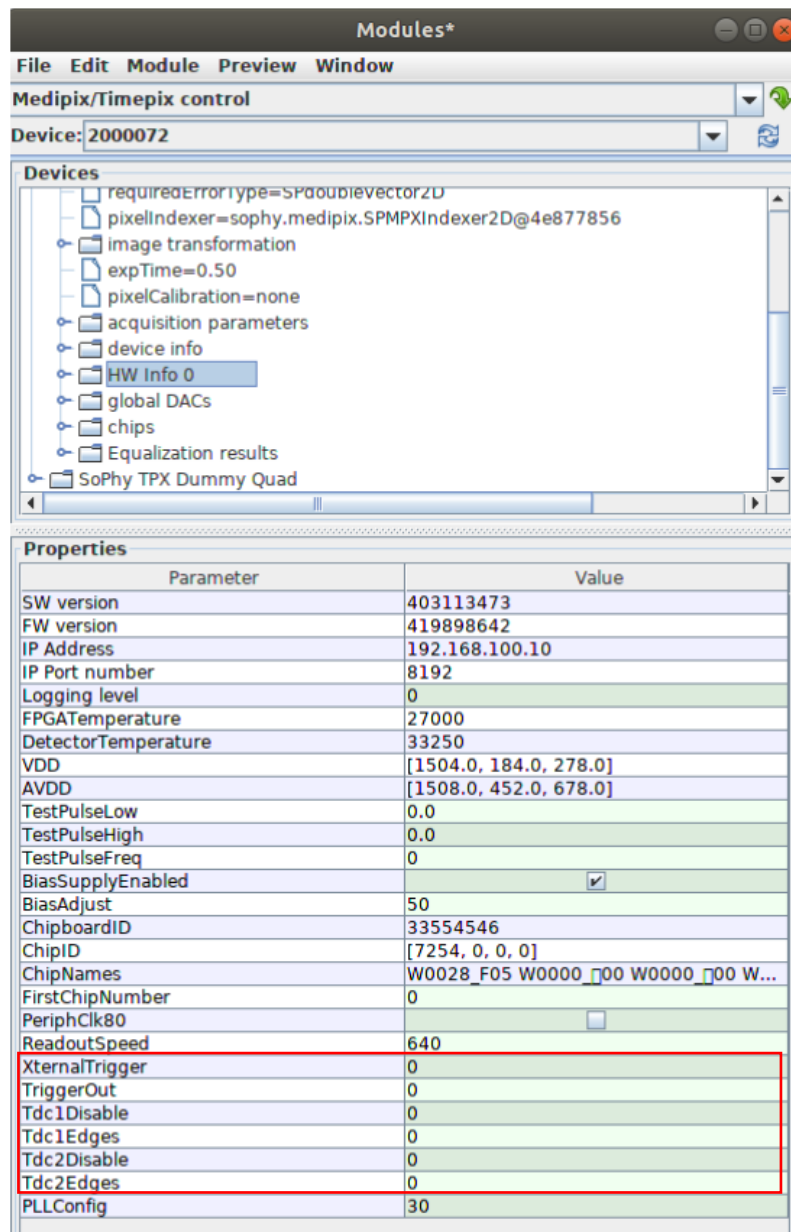 Modules*
File Edit Module Preview Window
Medipix/Timepix control
Device: 2000072
Devices
requiredErrorType=SPdoubleVector2D
pixelIndexer=sophy.medipix.SPMPXIndexer2D@4e877856
image transformation
expTime=0.50
pixelCalibration=none
acquisition parameters
device info
HW Info 0
global DACs
chips
Equalization results
SoPhy TPX Dummy Quad
Properties
Parameter Value
SW version 403113473
FW version 419898642
IP Address 192.168.100.10
IP Port number 8192
Logging level 0
FPGATemperature 27000
DetectorTemperature 33250
VDD [1504.0, 184.0, 278.0]
AVDD [1508.0, 452.0, 678.0]
TestPulseLow 0.0
TestPulseHigh 0.0
TestPulseFreq 0
BiasSupplyEnabled
BiasAdjust 50
ChipboardID 33554546
ChipID [7254, 0, 0, 0]
ChipNames W0028_F05 W0000_▯00 W0000_▯00 W...
FirstChipNumber 0
PeriphClk80
ReadoutSpeed 640
XternalTrigger 0
TriggerOut 0
Tdc1Disable 0
Tdc1Edges 0
Tdc2Disable 0
Tdc2Edges 0
PLLConfig 30